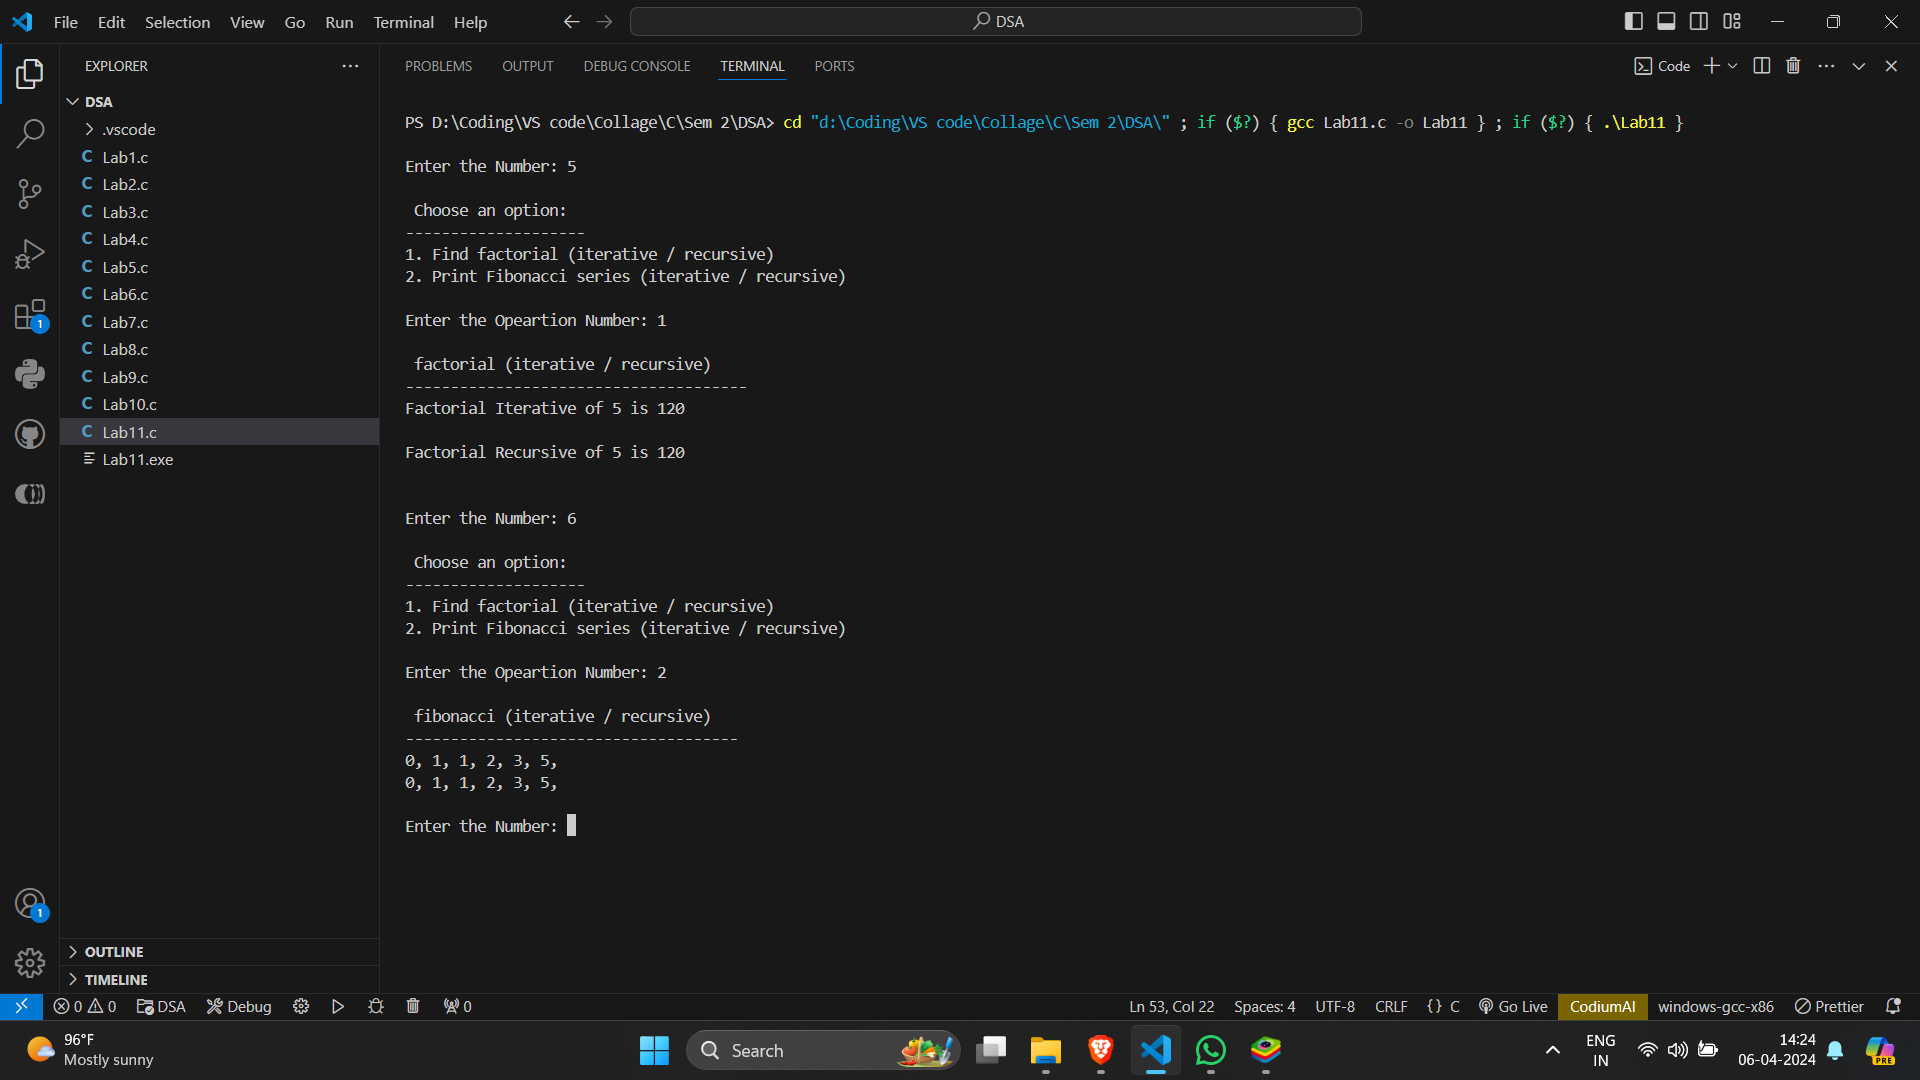 File Edit Selection View Go Run Terminal Help
DSA
EXPLORER
DSA
.vscode
C Lab1.c
C Lab2.c
C Lab3.c
C Lab4.c
C Lab5.c
C Lab6.c
C Lab7.c
C Lab8.c
C Lab9.c
C Lab10.c
C Lab11.c
Lab11.exe
OUTLINE
TIMELINE
1
1
PROBLEMS OUTPUT DEBUG CONSOLE TERMINAL PORTS
Code
PS D:\Coding\VS code\Collage\C\Sem 2\DSA> cd "d:\Coding\VS code\Collage\C\Sem 2\DSA\" ; if ($?) { gcc Lab11.c -o Lab11 } ; if ($?) { .\Lab11 }
Enter the Number: 5
Choose an option:
--------------------
1. Find factorial (iterative / recursive)
2. Print Fibonacci series (iterative / recursive)
Enter the Opeartion Number: 1
factorial (iterative / recursive)
--------------------------------------
Factorial Iterative of 5 is 120
Factorial Recursive of 5 is 120
Enter the Number: 6
Choose an option:
--------------------
1. Find factorial (iterative / recursive)
2. Print Fibonacci series (iterative / recursive)
Enter the Opeartion Number: 2
fibonacci (iterative / recursive)
-------------------------------------
0, 1, 1, 2, 3, 5,
0, 1, 1, 2, 3, 5,
Enter the Number:
0 0 DSA Debug 0
Ln 53, Col 22 Spaces: 4 UTF-8 CRLF {} C Go Live CodiumAI windows-gcc-x86 Prettier
96°F
Mostly sunny
Search
ENG
IN
14:24
06-04-2024
PRE